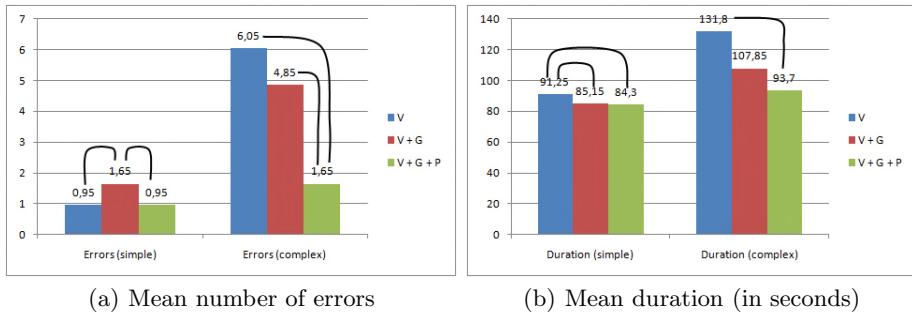 7
6
5
4
3
2
1
0
6,05
4,85
1,65
1,65
0,95
0,95
Errors (simple)
Errors (complex)
V
V + G
V + G + P
(a) Mean number of errors
140
120
100
80
60
40
20
0
131,8
107,85
93,7
91,25
85,15
84,3
Duration (simple)
Duration (complex)
V
V + G
V + G + P
(b) Mean duration (in seconds)